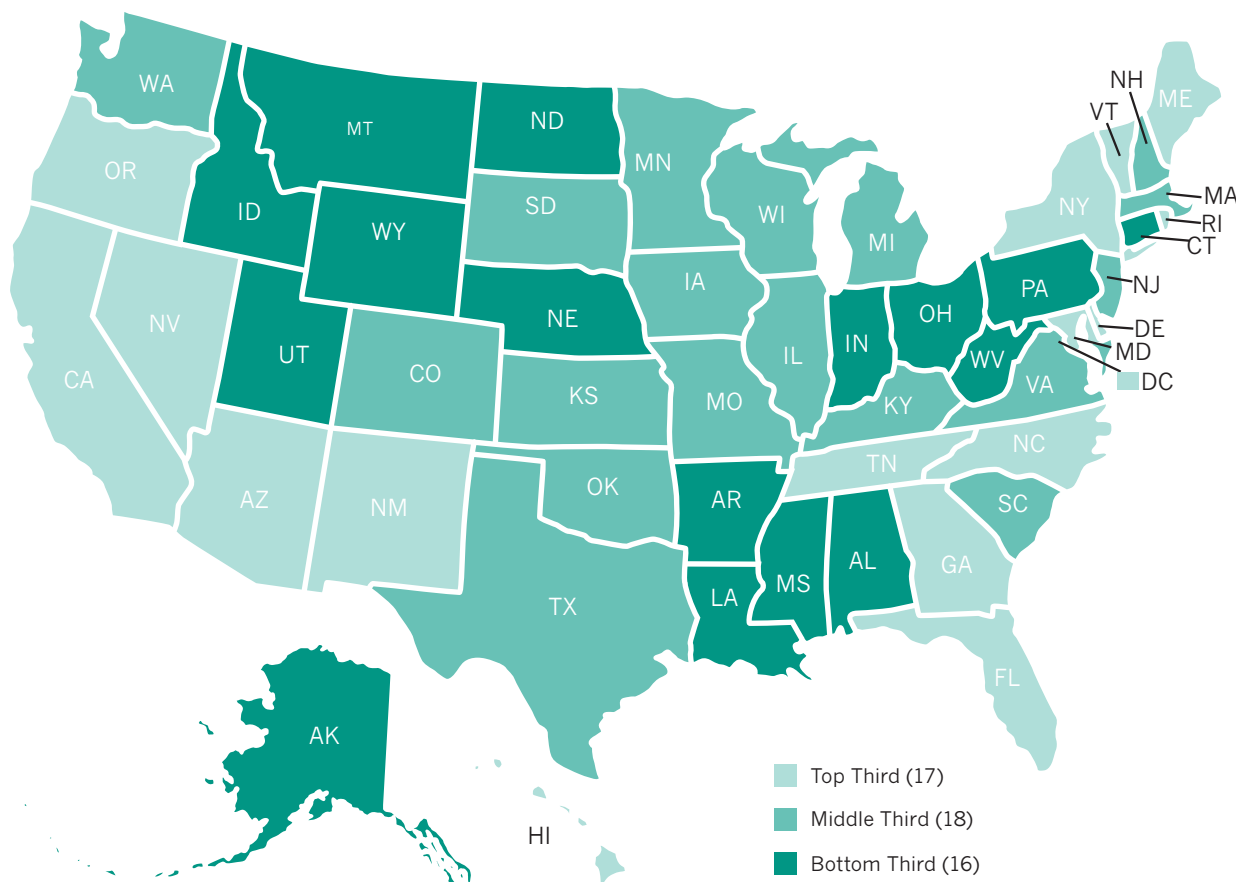 NH
ME
VT
WA
MT
ND
MN
OR
SD
WI
MA
ID
NY
RI
WY
MI
CT
IA
PA
NJ
NE
OH
NV
DE
UT
IN
MD
CO
IL
WV
CA
DC
KS
VA
MO
KY
NC
TN
OK
AZ
AR
SC
NM
AL
GA
MS
LA
TX
FL
AK
HI
Top Third (17)
Middle Third (18)
Bottom Third (16)